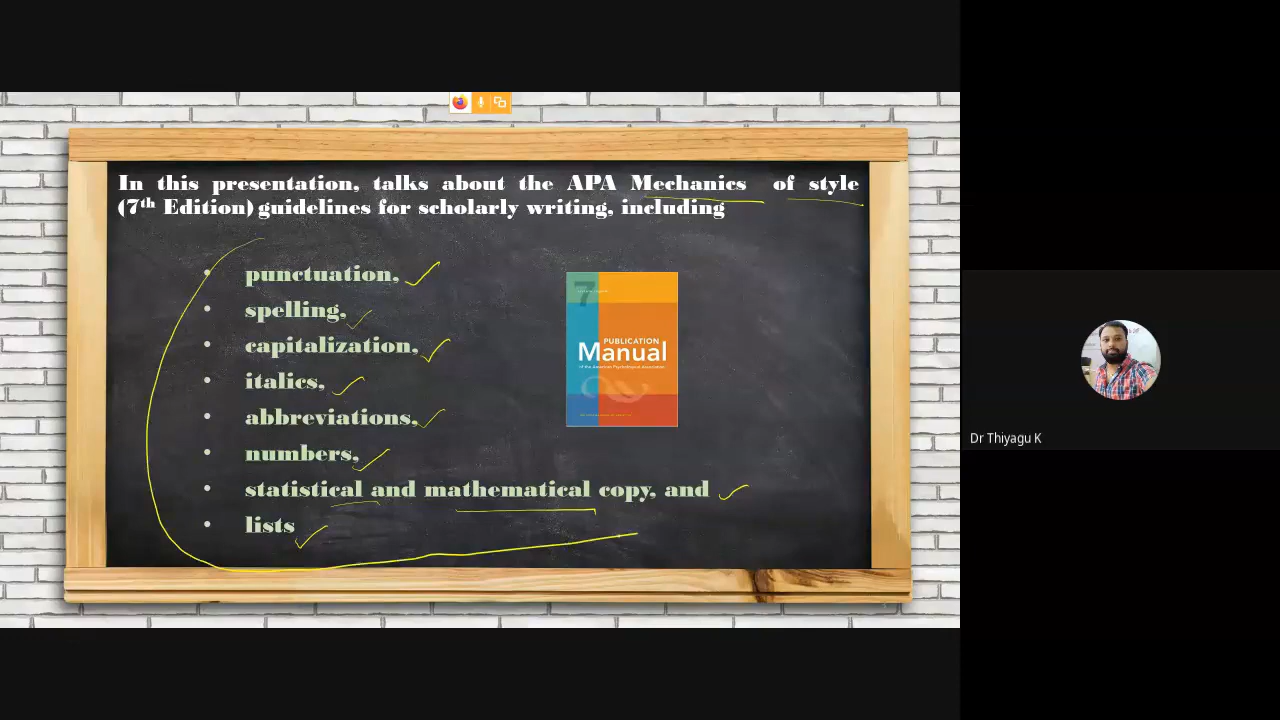 In this presentation, talks about the APA Mechanics of style
(7th Edition) guidelines for scholarly writing, including
• punctuation,
• spelling,
• capitalization,
• italics,
• abbreviations,
• numbers,
• statistical and mathematical copy, and
• lists
7
PUBLICATION
Manual
of the American Psychological Association
Dr Thiyagu K